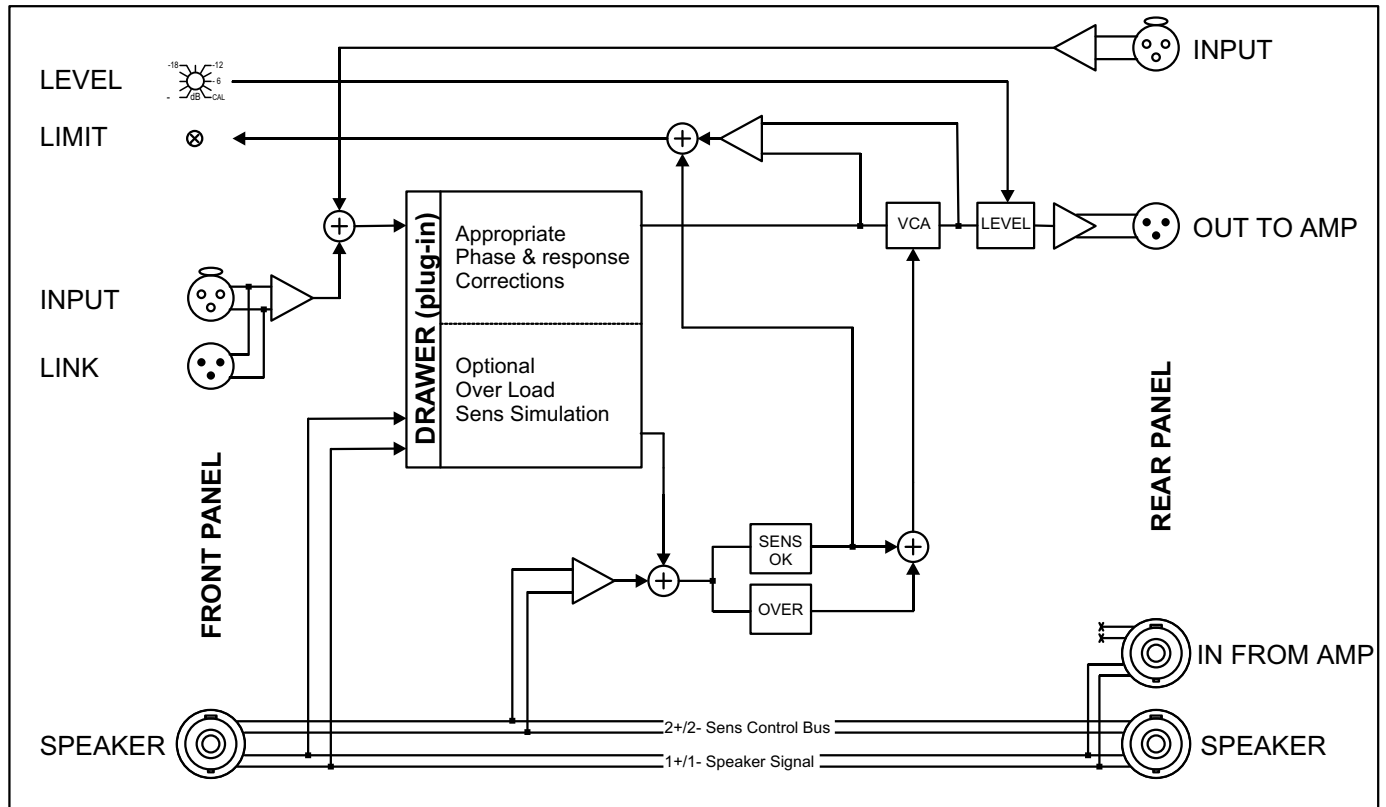 INPUT
LEVEL
-18
-12
- 6
-
dB
CAL
LIMIT
DRAWER (plug-in)
Appropriate
Phase & response
Corrections
VCA
LEVEL
OUT TO AMP
INPUT
LINK
Optional
Over Load
Sens Simulation
FRONT PANEL
REAR PANEL
SENS
OK
OVER
IN FROM AMP
SPEAKER
2+/2- Sens Control Bus
1+/1- Speaker Signal
SPEAKER